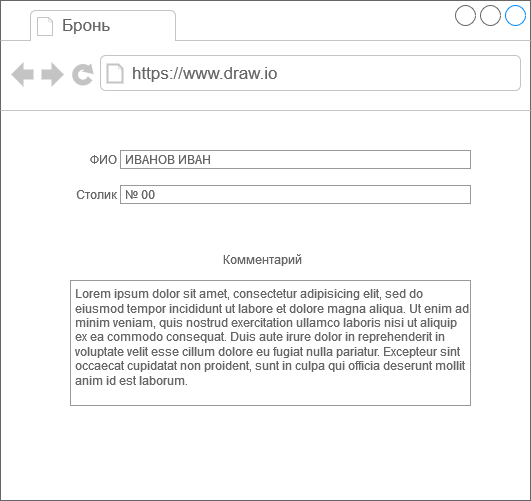 Бронь
https://www.draw.io
ФИО ИВАНОВ ИВАН
Столик № 00
Комментарий
Lorem ipsum dolor sit amet, consectetur adipisicing elit, sed do
eiusmod tempor incididunt ut labore et dolore magna aliqua. Ut enim ad
minim veniam, quis nostrud exercitation ullamco laboris nisi ut aliquip
ex ea commodo consequat. Duis aute irure dolor in reprehenderit in
voluptate velit esse cillum dolore eu fugiat nulla pariatur. Excepteur sint
occaecat cupidatat non proident, sunt in culpa qui officia deserunt mollit
anim id est laborum.